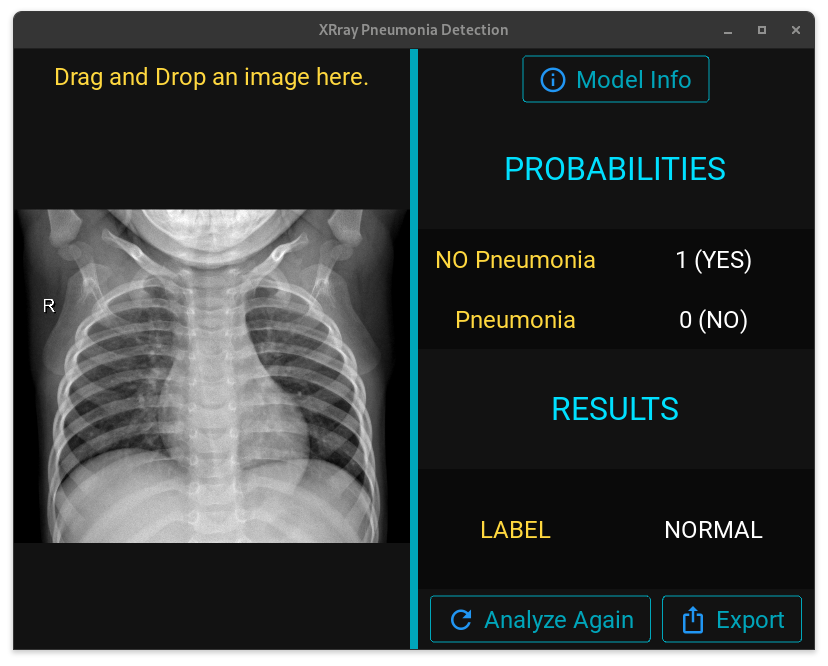 XRray Pneumonia Detection
Drag and Drop an image here.
R
Model Info
PROBABILITIES
NO Pneumonia 1 (YES)
Pneumonia 0 (NO)
RESULTS
LABEL NORMAL
Analyze Again Export